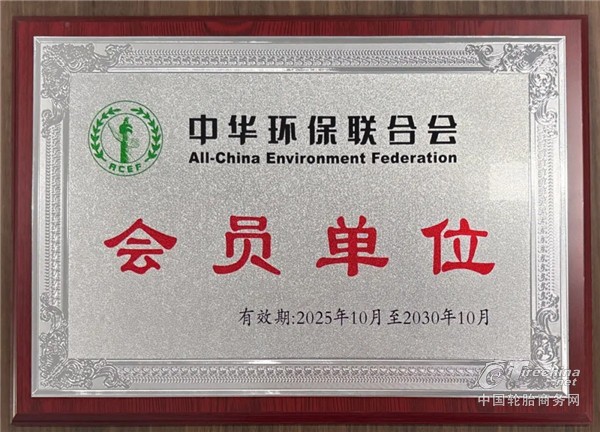 中华环保联合会
All-China Environment Federation
ACEF
会员单位
有效期:2025年10月至2030年10月
Tirechina
.net
中国轮胎商务网